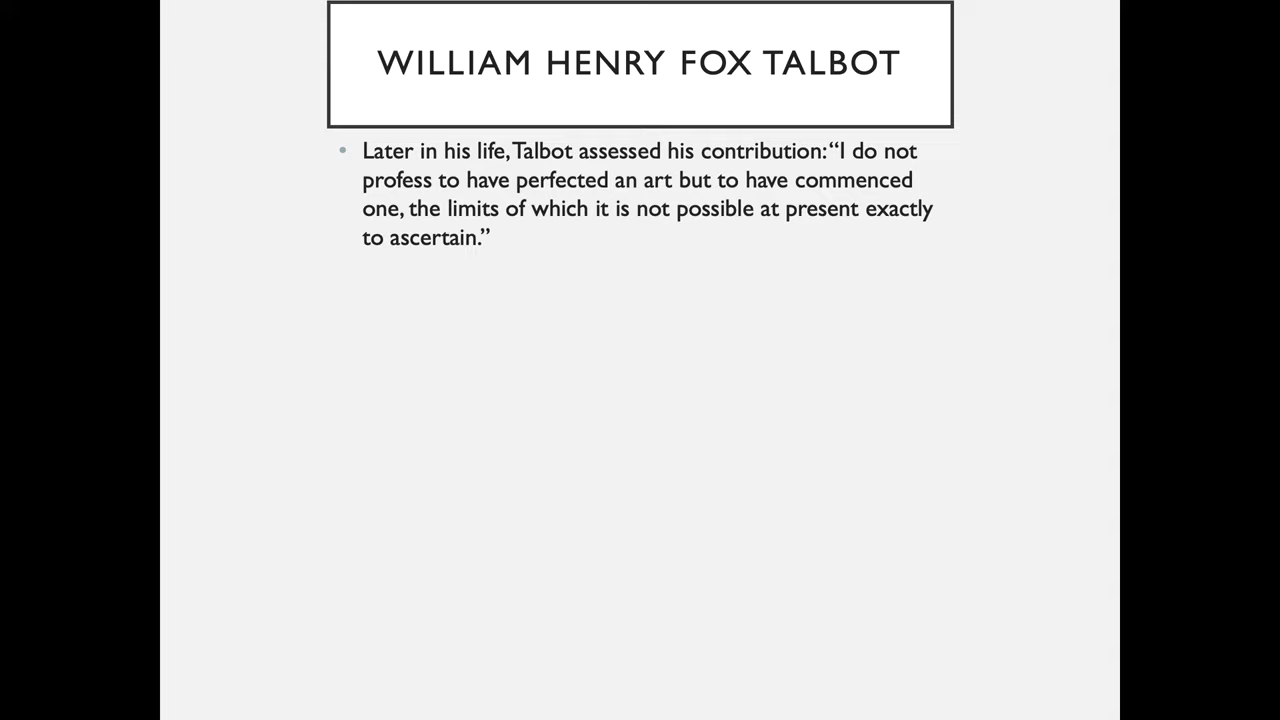 WILLIAM HENRY FOX TALBOT
• Later in his life, Talbot assessed his contribution: “I do not
profess to have perfected an art but to have commenced
one, the limits of which it is not possible at present exactly
to ascertain.”